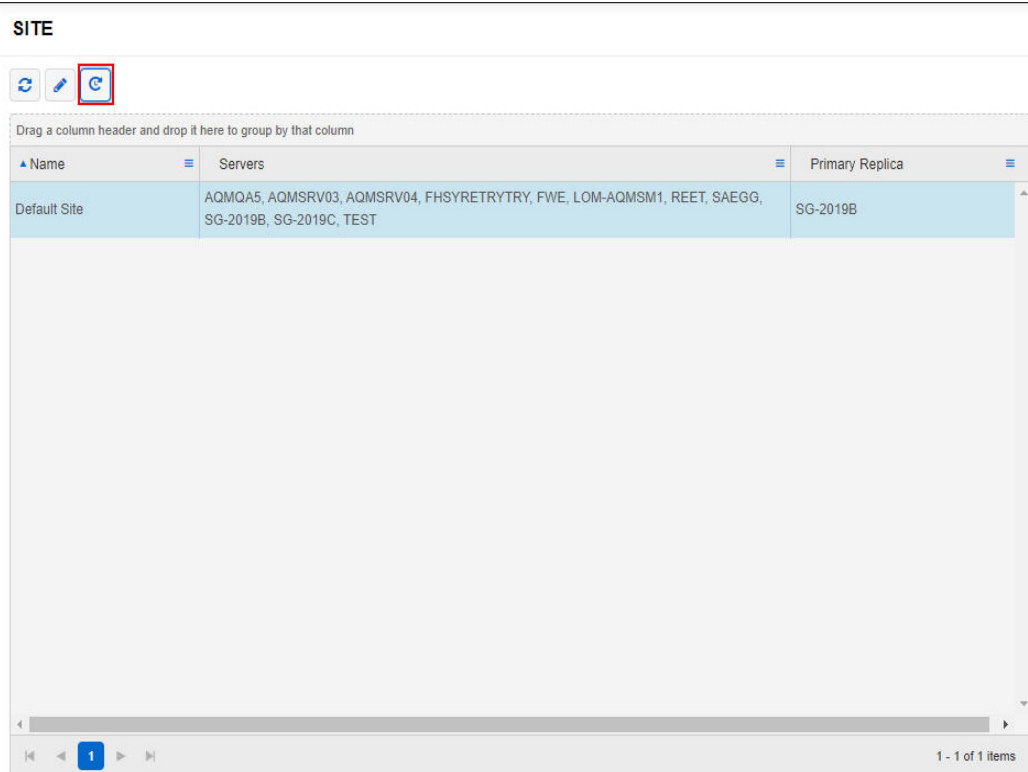 SITE
Drag a column header and drop it here to group by that column
Name Servers Primary Replica
Default Site AQMQA5, AQMSRV03, AQMSRV04, FHSYRETRYTRY, FWE, LOM-AQMSM1, REET, SAEGG, SG-2019B
SG-2019B, SG-2019C, TEST
1 1 - 1 of 1 items